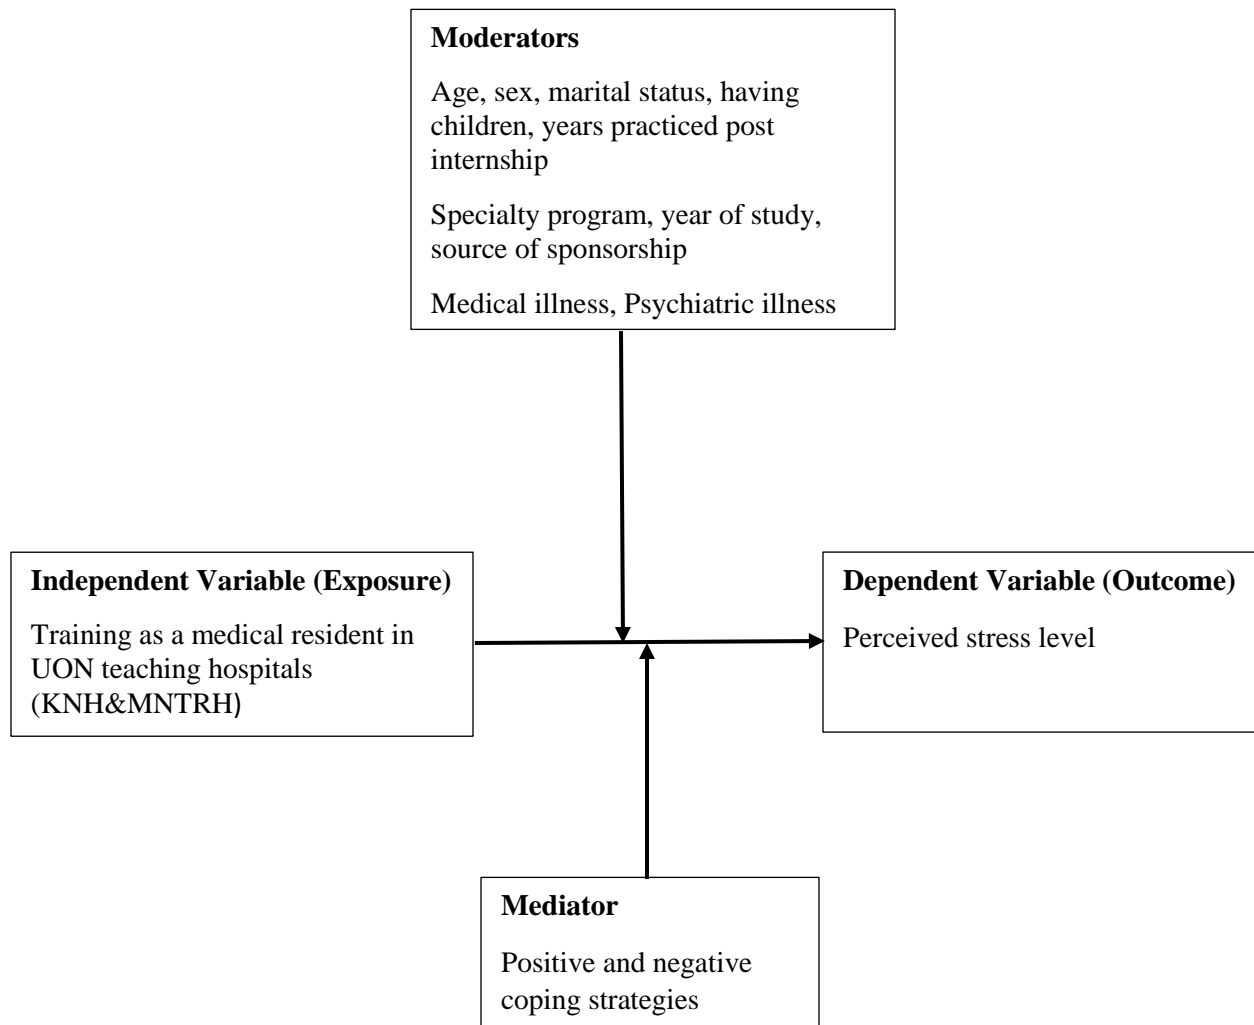 Moderators
Age, sex, marital status, having
children, years practiced post
internship
Specialty program, year of study,
source of sponsorship
Medical illness, Psychiatric illness
Independent Variable (Exposure)
Training as a medical resident in
UON teaching hospitals
(KNH&MNTRH)
Dependent Variable (Outcome)
Perceived stress level
Mediator
Positive and negative
coping strategies